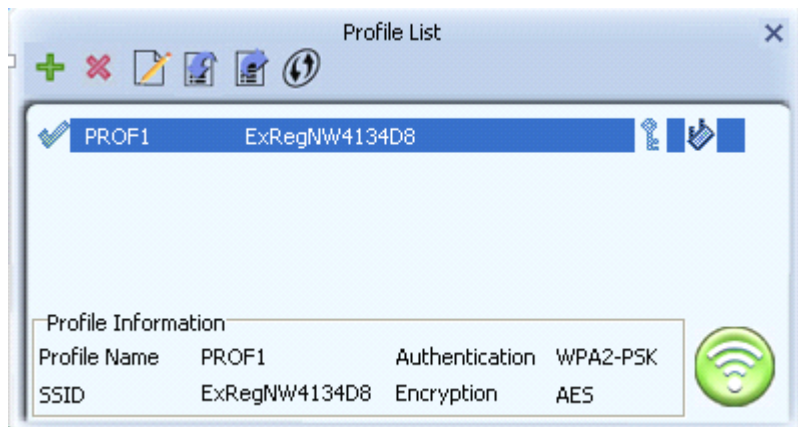 Profile List
PROF1 ExRegNW4134D8
Profile Information
Profile Name PROF1 Authentication WPA2-PSK
SSID ExRegNW4134D8 Encryption AES